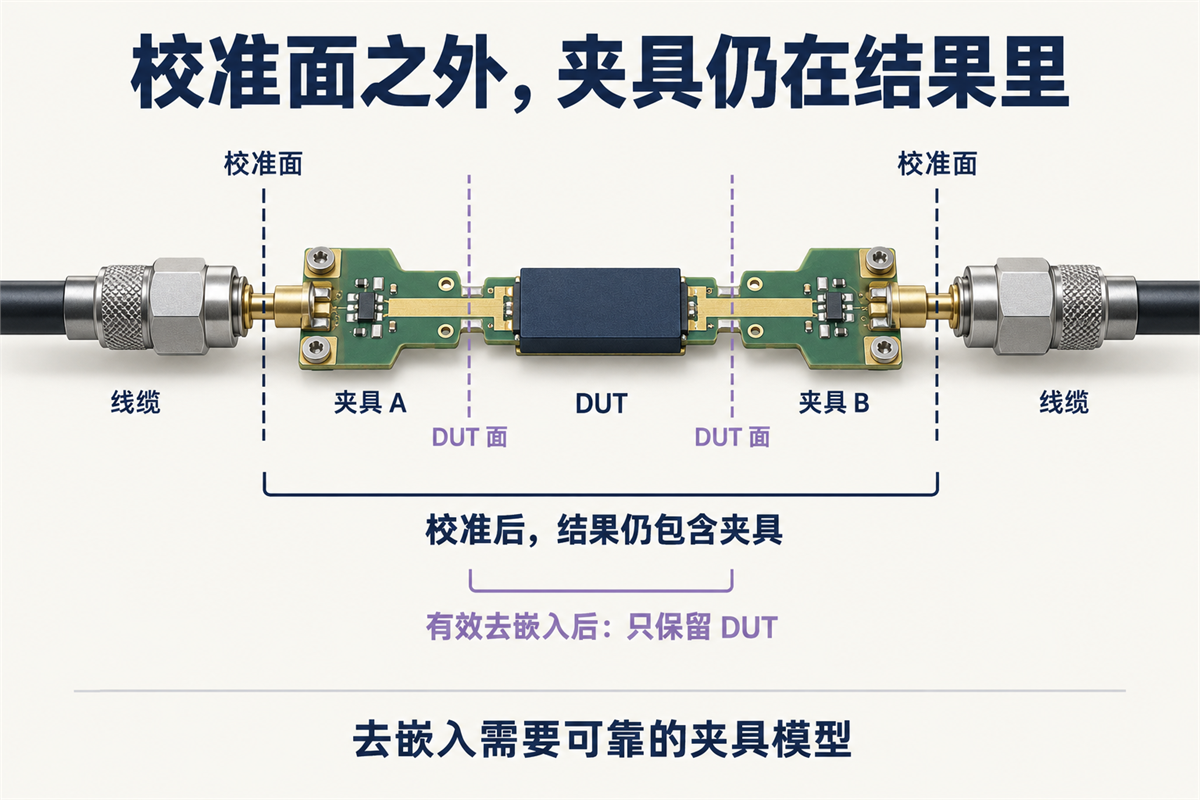 校准面之外，夹具仍在结果里
校准面
校准面
线缆
夹具 A
DUT
夹具 B
线缆
DUT 面
DUT 面
校准后，结果仍包含夹具
有效去嵌入后：只保留 DUT
去嵌入需要可靠的夹具模型